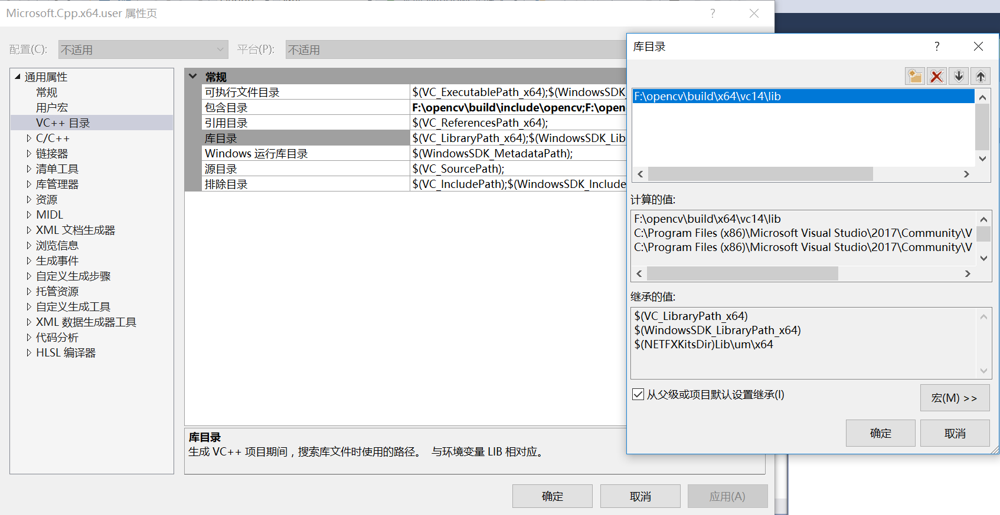 Microsoft.Cpp.x64.user 属性页
配置(C):
不适用
平台(P):
不适用
通用属性
常规
用户宏
VC++ 目录
C/C++
链接器
清单工具
库管理器
资源
MIDL
XML 文档生成器
浏览信息
生成事件
自定义生成步骤
托管资源
自定义生成工具
XML 数据生成器工具
代码分析
HLSL 编译器
常规
可执行文件目录 $(VC_ExecutablePath_x64);$(WindowsSDK_
包含目录 F:\opencv\build\include\opencv;F:\open
引用目录 $(VC_ReferencesPath_x64);
库目录 $(VC_LibraryPath_x64);$(WindowsSDK_Lib
Windows 运行库目录 $(WindowsSDK_MetadataPath);
源目录 $(VC_SourcePath);
排除目录 $(VC_IncludePath);$(WindowsSDK_Include
库目录
生成 VC++ 项目期间，搜索库文件时使用的路径。 与环境变量 LIB 相对应。
确定
取消
应用(A)
库目录
F:\opencv\build\x64\vc14\lib
计算的值:
F:\opencv\build\x64\vc14\lib
C:\Program Files (x86)\Microsoft Visual Studio\2017\Community\V
C:\Program Files (x86)\Microsoft Visual Studio\2017\Community\V
继承的值:
$(VC_LibraryPath_x64)
$(WindowsSDK_LibraryPath_x64)
$(NETFXKitsDir)Lib\um\x64
从父级或项目默认设置继承(I)
宏(M) >>
确定
取消